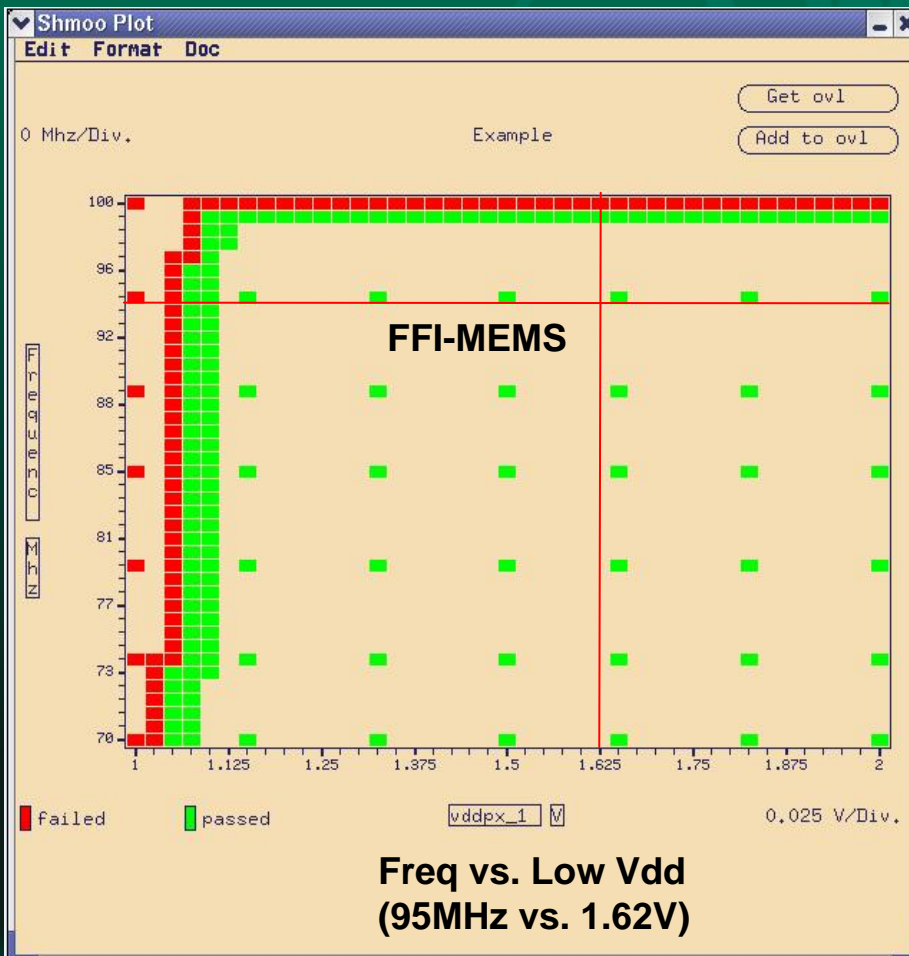 Shmoo Plot
Edit Format Doc
Get ovl
0 Mhz/Div.
Example
Add to ovl
100
96
92
88
85
81
77
73
70
FFI-MEMS
Frequenc
Mhz
1 1.125 1.25 1.375 1.5 1.625 1.75 1.875 2
failed
passed
vddpx_1 V
0.025 V/Div.
Freq vs. Low Vdd
(95MHz vs. 1.62V)